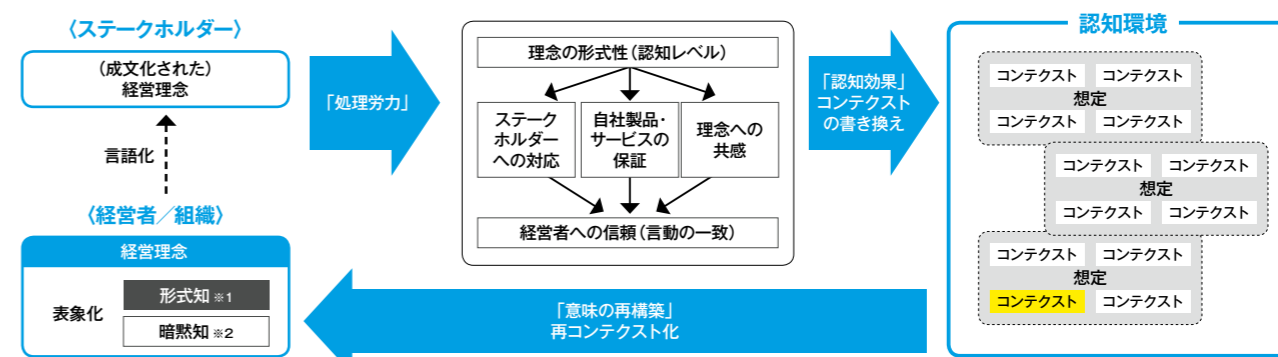 〈ステークホルダー〉
(成文化された)
経営理念
言語化
〈経営者／組織〉
経営理念
表象化
形式知 ※1
暗黙知 ※2
「処理労力」
理念の形式性(認知レベル)
ステーク
ホルダー
への対応
自社製品・
サービスの
保証
理念への
共感
経営者への信頼(言動の一致)
「認知効果」
コンテクスト
の書き換え
認知環境
コンテクスト コンテクスト
想定
コンテクスト コンテクスト
コンテクスト コンテクスト
想定
コンテクスト コンテクスト
コンテクスト コンテクスト
想定
コンテクスト コンテクスト
「意味の再構築」
再コンテクスト化